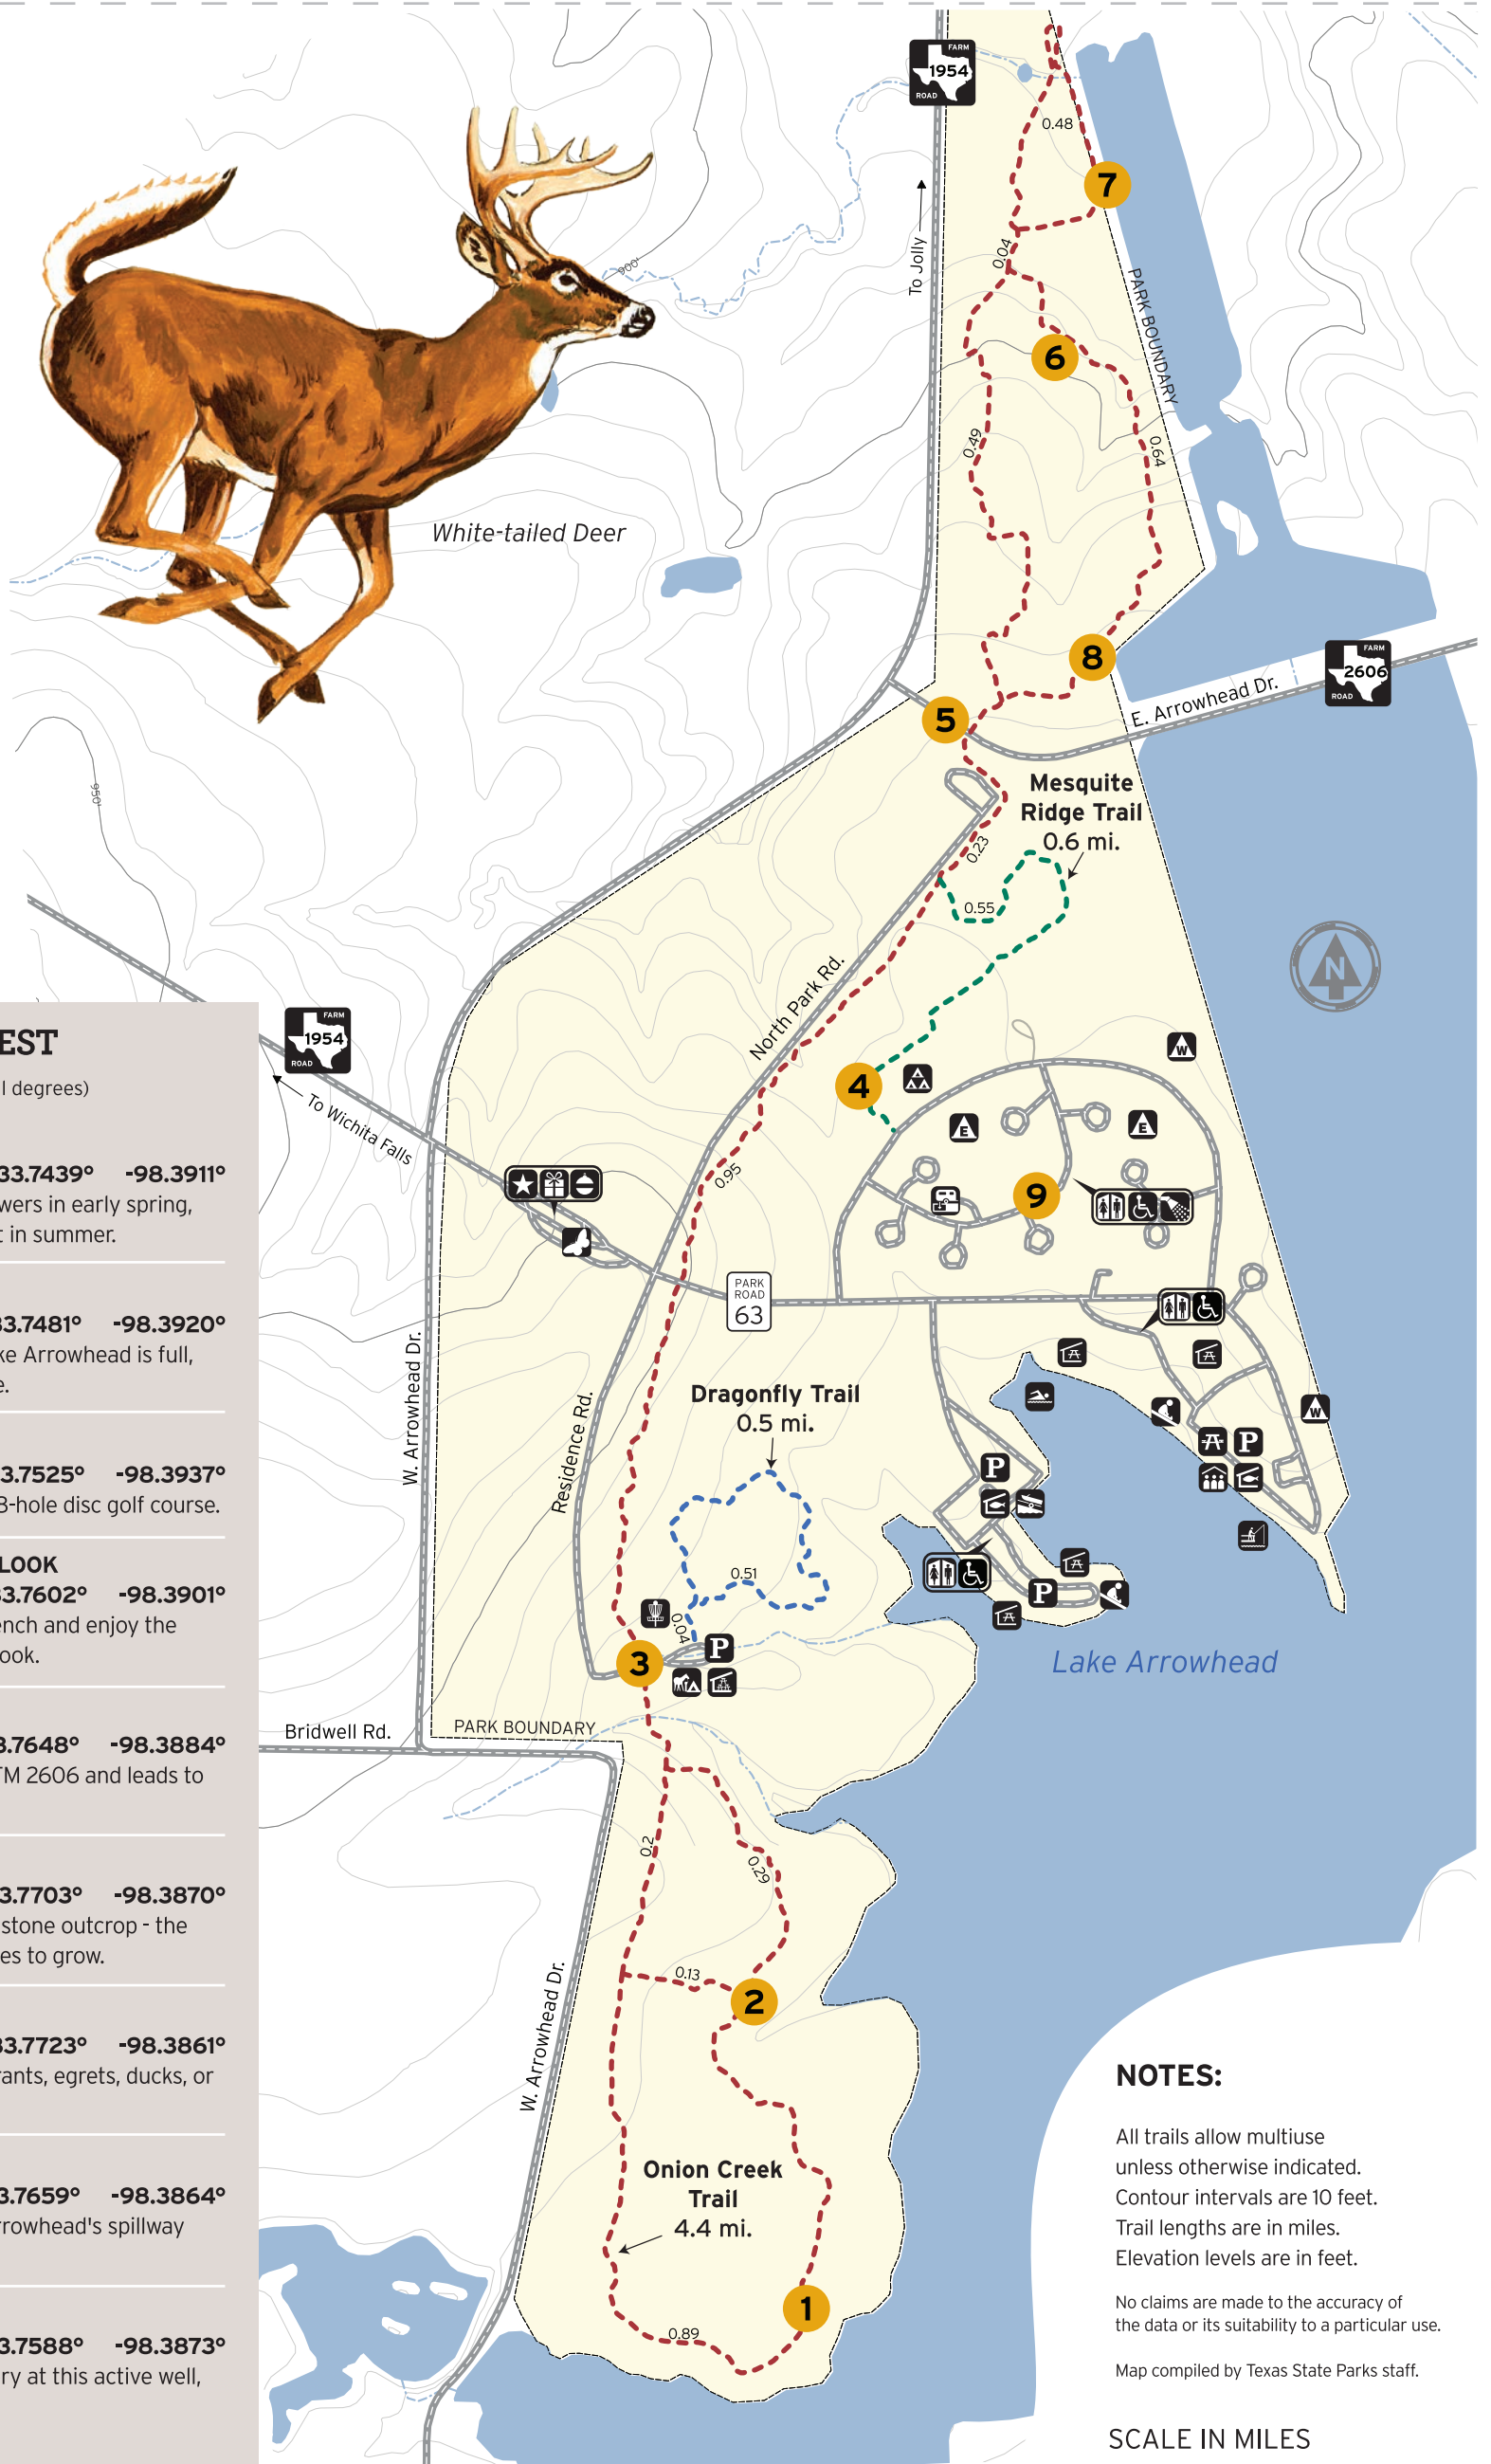 FARM
1954
ROAD
0.48
7
To Jolly
0.04
900'
PARK BOUNDARY
6
0.49
0.64
White-tailed Deer
8
FARM
2606
ROAD
5
E. Arrowhead Dr.
950'
Mesquite
Ridge Trail
0.6 mi.
0.23
0.55
N
North Park Rd.
EST
l degrees)
FARM
1954
ROAD
To Wichita Falls
W
4
E
E
33.7439° -98.3911°
wers in early spring,
t in summer.
0.95
9
PARK
ROAD
63
33.7481° -98.3920°
ke Arrowhead is full,
e.
W. Arrowhead Dr.
Residence Rd.
Dragonfly Trail
0.5 mi.
W
P
P
3.7525° -98.3937°
8-hole disc golf course.
LOOK
33.7602° -98.3901°
ench and enjoy the
ook.
0.51
0.04
P
P
3
Lake Arrowhead
Bridwell Rd.
PARK BOUNDARY
3.7648° -98.3884°
FM 2606 and leads to
0.2
0.29
3.7703° -98.3870°
stone outcrop - the
es to grow.
0.13
2
W. Arrowhead Dr.
33.7723° -98.3861°
rants, egrets, ducks, or
3.7659° -98.3864°
rrowhead's spillway
Onion Creek
Trail
4.4 mi.
1
0.89
3.7588° -98.3873°
ry at this active well,
NOTES:
All trails allow multiuse
unless otherwise indicated.
Contour intervals are 10 feet.
Trail lengths are in miles.
Elevation levels are in feet.
No claims are made to the accuracy of
the data or its suitability to a particular use.
Map compiled by Texas State Parks staff.
SCALE IN MILES